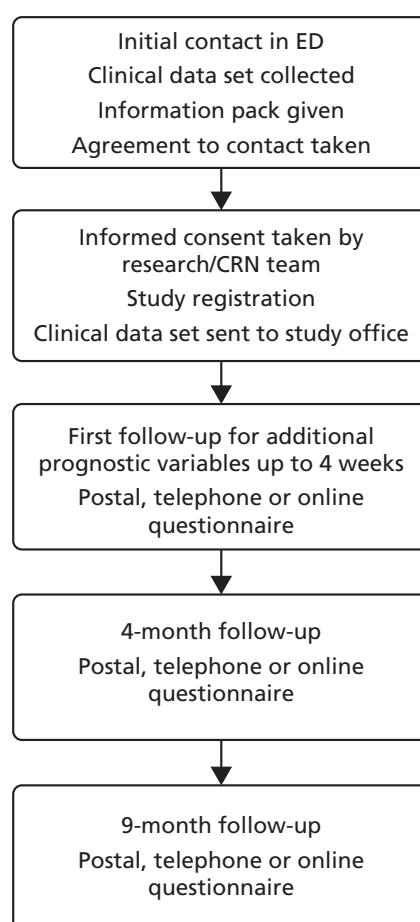 Initial contact in ED
Clinical data set collected
Information pack given
Agreement to contact taken
Informed consent taken by
research/CRN team
Study registration
Clinical data set sent to study office
First follow-up for additional
prognostic variables up to 4 weeks
Postal, telephone or online
questionnaire
4-month follow-up
Postal, telephone or online
questionnaire
9-month follow-up
Postal, telephone or online
questionnaire